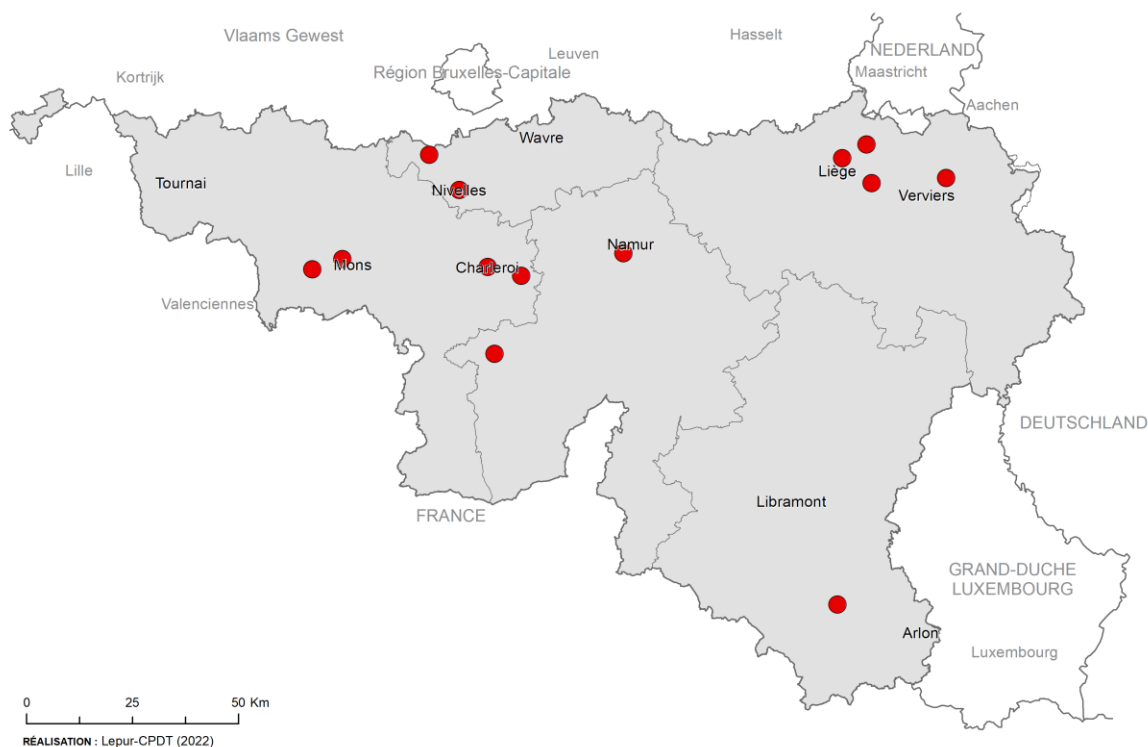 Vlaams Gewest
Hasselt
NEDERLAND
Leuven
Région Bruxelles-Capitale
Maastricht
Kortrijk
Aachen
Wavre
Lille
Tournai
Liège
Nivelles
Verviers
Namur
Mons
Charleroi
Valenciennes
DEUTSCHLAND
Libramont
FRANCE
GRAND-DUCHE
LUXEMBOURG
Arlon
Luxembourg
0 25 50 Km
RÉALISATION : Lepur-CPDT (2022)